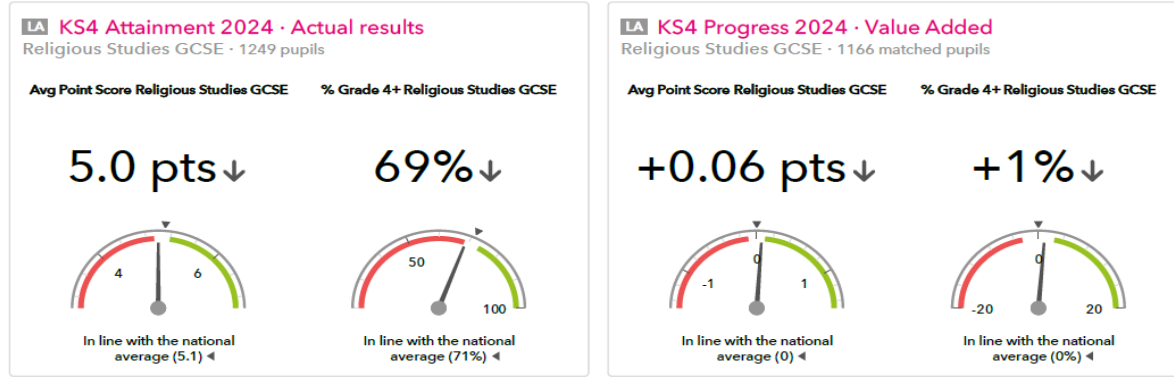 LA KS4 Attainment 2024 · Actual results
Religious Studies GCSE · 1249 pupils
Avg Point Score Religious Studies GCSE
5.0 pts↓
4
6
In line with the national
average (5.1) ◀
% Grade 4+ Religious Studies GCSE
69%↓
50
100
In line with the national
average (71%) ◀
LA KS4 Progress 2024 · Value Added
Religious Studies GCSE · 1166 matched pupils
Avg Point Score Religious Studies GCSE
+0.06 pts↓
-1
0
1
In line with the national
average (0) ◀
% Grade 4+ Religious Studies GCSE
+1%↓
-20
0
20
In line with the national
average (0%) ◀